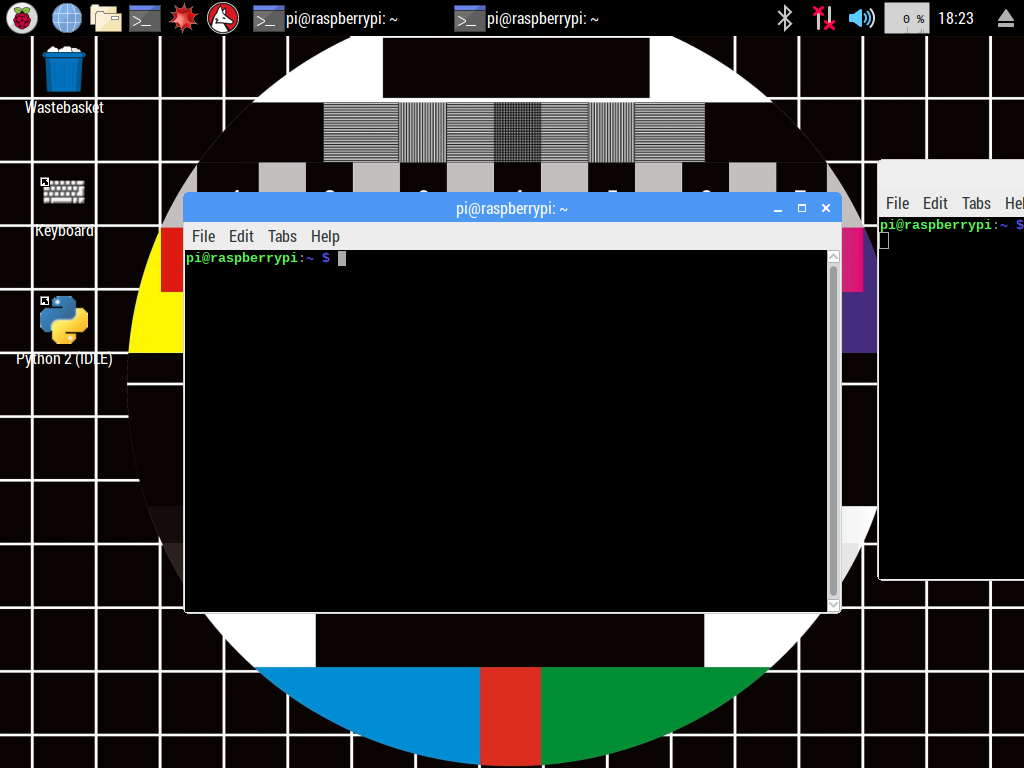 pi@raspberrypi: ~
pi@raspberrypi: ~
0 %
18:23
Wastebasket
Keyboard
Python 2 (IDLE)
pi@raspberrypi: ~
File Edit Tabs Help
pi@raspberrypi:~ $
File Edit Tabs
pi@raspberrypi:~ $